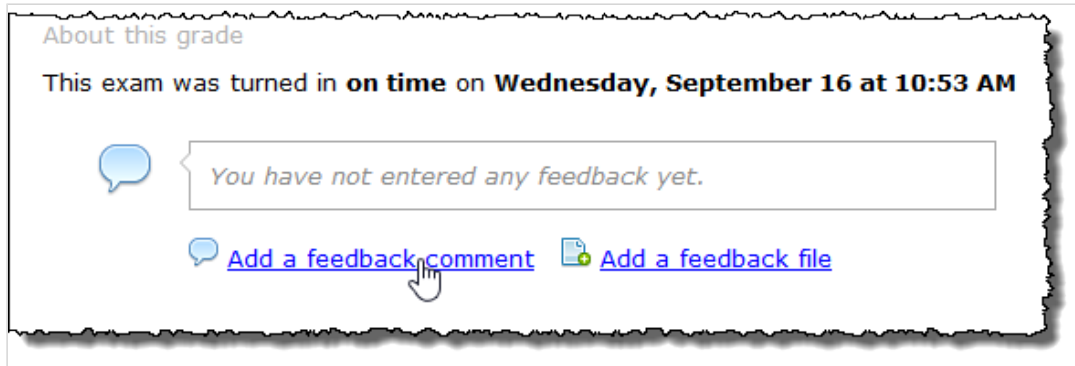 About this grade
This exam was turned in on time on Wednesday, September 16 at 10:53 AM
You have not entered any feedback yet.
Add a feedback comment Add a feedback file